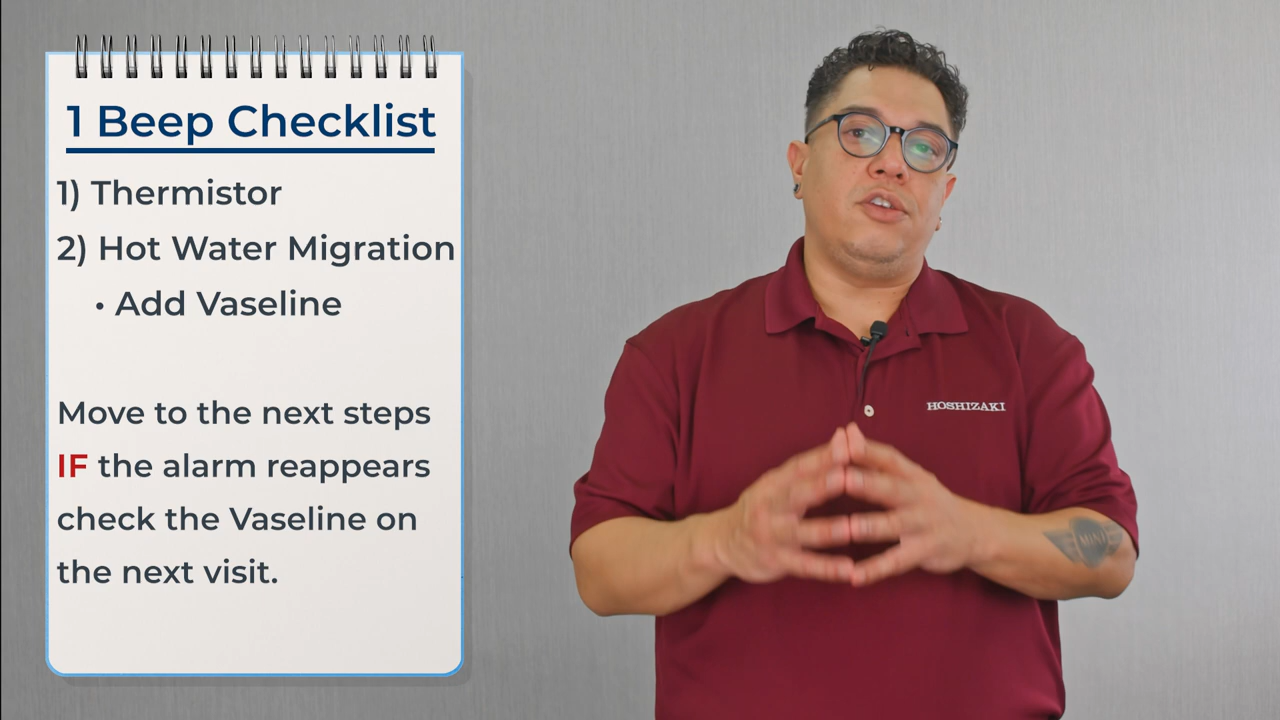 1 Beep Checklist
1) Thermistor
2) Hot Water Migration
• Add Vaseline
Move to the next steps
IF the alarm reappears
check the Vaseline on
the next visit.
HOSHIZAKI
MINI